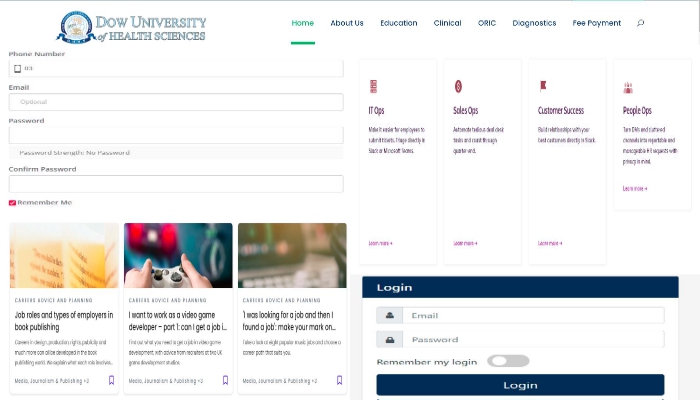 DOW UNIVERSITY
of HEALTH SCIENCES
Home
About Us
Education
Clinical
ORIC
Diagnostics
Fee Payment
Phone Number
03
Email
Optional
Password
Password Strength: No Password
Confirm Password
Remember Me
IT Ops
Make it easier for employees to
submit tickets, triage directly in
Slack or Microsoft Teams.
Learn more
Sales Ops
Automate tedious deal desk
tasks and coast through
quarter end.
Learn more
Customer Success
Build relationships with your
best customers directly in Slack.
Learn more
People Ops
Turn DMs and cluttered
channels into repeatable and
manageable HR requests with
privacy in mind.
Learn more
CAREERS ADVICE AND PLANNING
Job roles and types of employers in
book publishing
Careers in design, production, rights, publicity and
much more can all be developed in the book
publishing world. We explain what each role involve...
Media, Journalism & Publishing +3
CAREERS ADVICE AND PLANNING
I want to work as a video game
developer – part 1: can I get a job i...
Find out what you need to get a job in video game
development, with advice from recruiters at two UK
game development studios.
Media, Journalism & Publishing +2
CAREERS ADVICE AND PLANNING
'I was looking for a job and then I
found a job': make your mark on...
Take a look at eight popular music jobs and choose a
career path that suits you.
Media, Journalism & Publishing +3
Login
Email
Password
Remember my login
Login